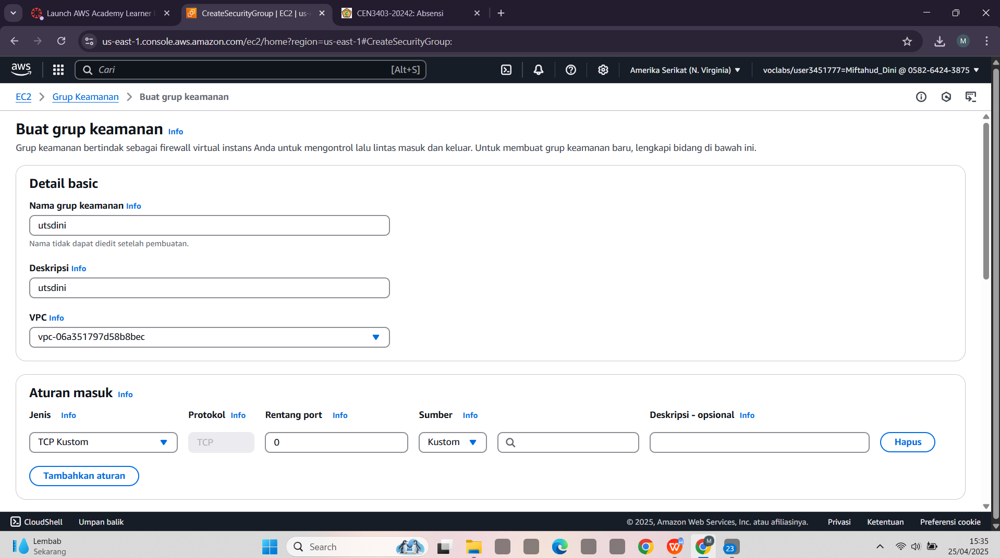 Launch AWS Academy Learner
CreateSecurityGroup | EC2 | us-
CEN3403-20242: Absensi
us-east-1.console.aws.amazon.com/ec2/home?region=us-east-1#CreateSecurityGroup:
M
aws
Cari
[Alt+S]
Amerika Serikat (N. Virginia)
voclabs/user3451777=Miftahud_Dini @ 0582-6424-3875
EC2 > Grup Keamanan > Buat grup keamanan
Buat grup keamanan Info
Grup keamanan bertindak sebagai firewall virtual instans Anda untuk mengontrol lalu lintas masuk dan keluar. Untuk membuat grup keamanan baru, lengkapi bidang di bawah ini.
Detail basic
Nama grup keamanan Info
utsdini
Nama tidak dapat diedit setelah pembuatan.
Deskripsi Info
utsdini
VPC Info
vpc-06a351797d58b8bec
Aturan masuk Info
Jenis Info Protokol Info Rentang port Info Sumber Info Deskripsi - opsional Info
TCP Kustom TCP 0 Kustom Hapus
Tambahkan aturan
CloudShell Umpan balik © 2025, Amazon Web Services, Inc. atau afiliasinya. Privasi Ketentuan Preferensi cookie
Lembab
Sekarang
Search
W
M
23
15:35
25/04/2025